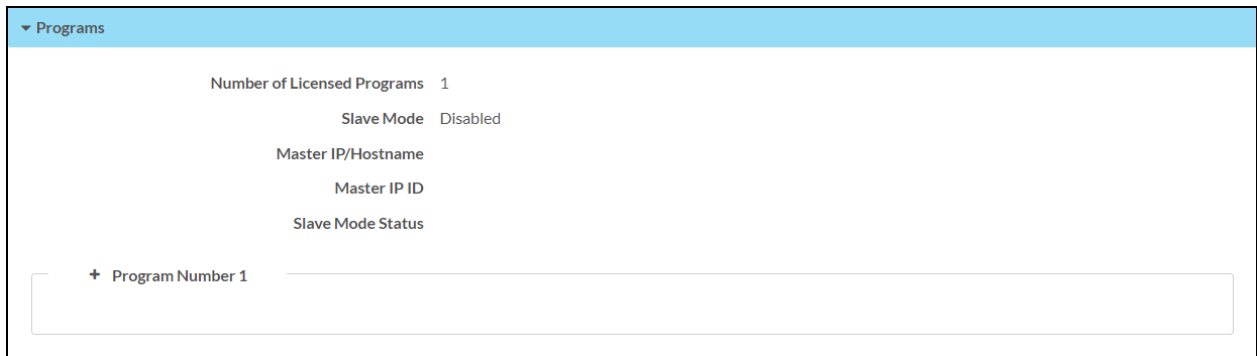 Programs
Number of Licensed Programs 1
Slave Mode Disabled
Master IP/Hostname
Master IP ID
Slave Mode Status
+ Program Number 1